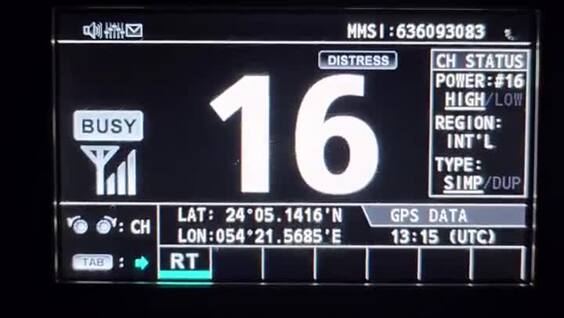 MMSI:636093083
DISTRESS
16
BUSY
CH STATUS
POWER:#16
HIGH/LOW
REGION:
INT'L
TYPE:
SIMP/DUP
LAT: 24°05.1416'N
LON:054°21.5685'E
GPS DATA
13:15 (UTC)
: CH
TAB :
RT